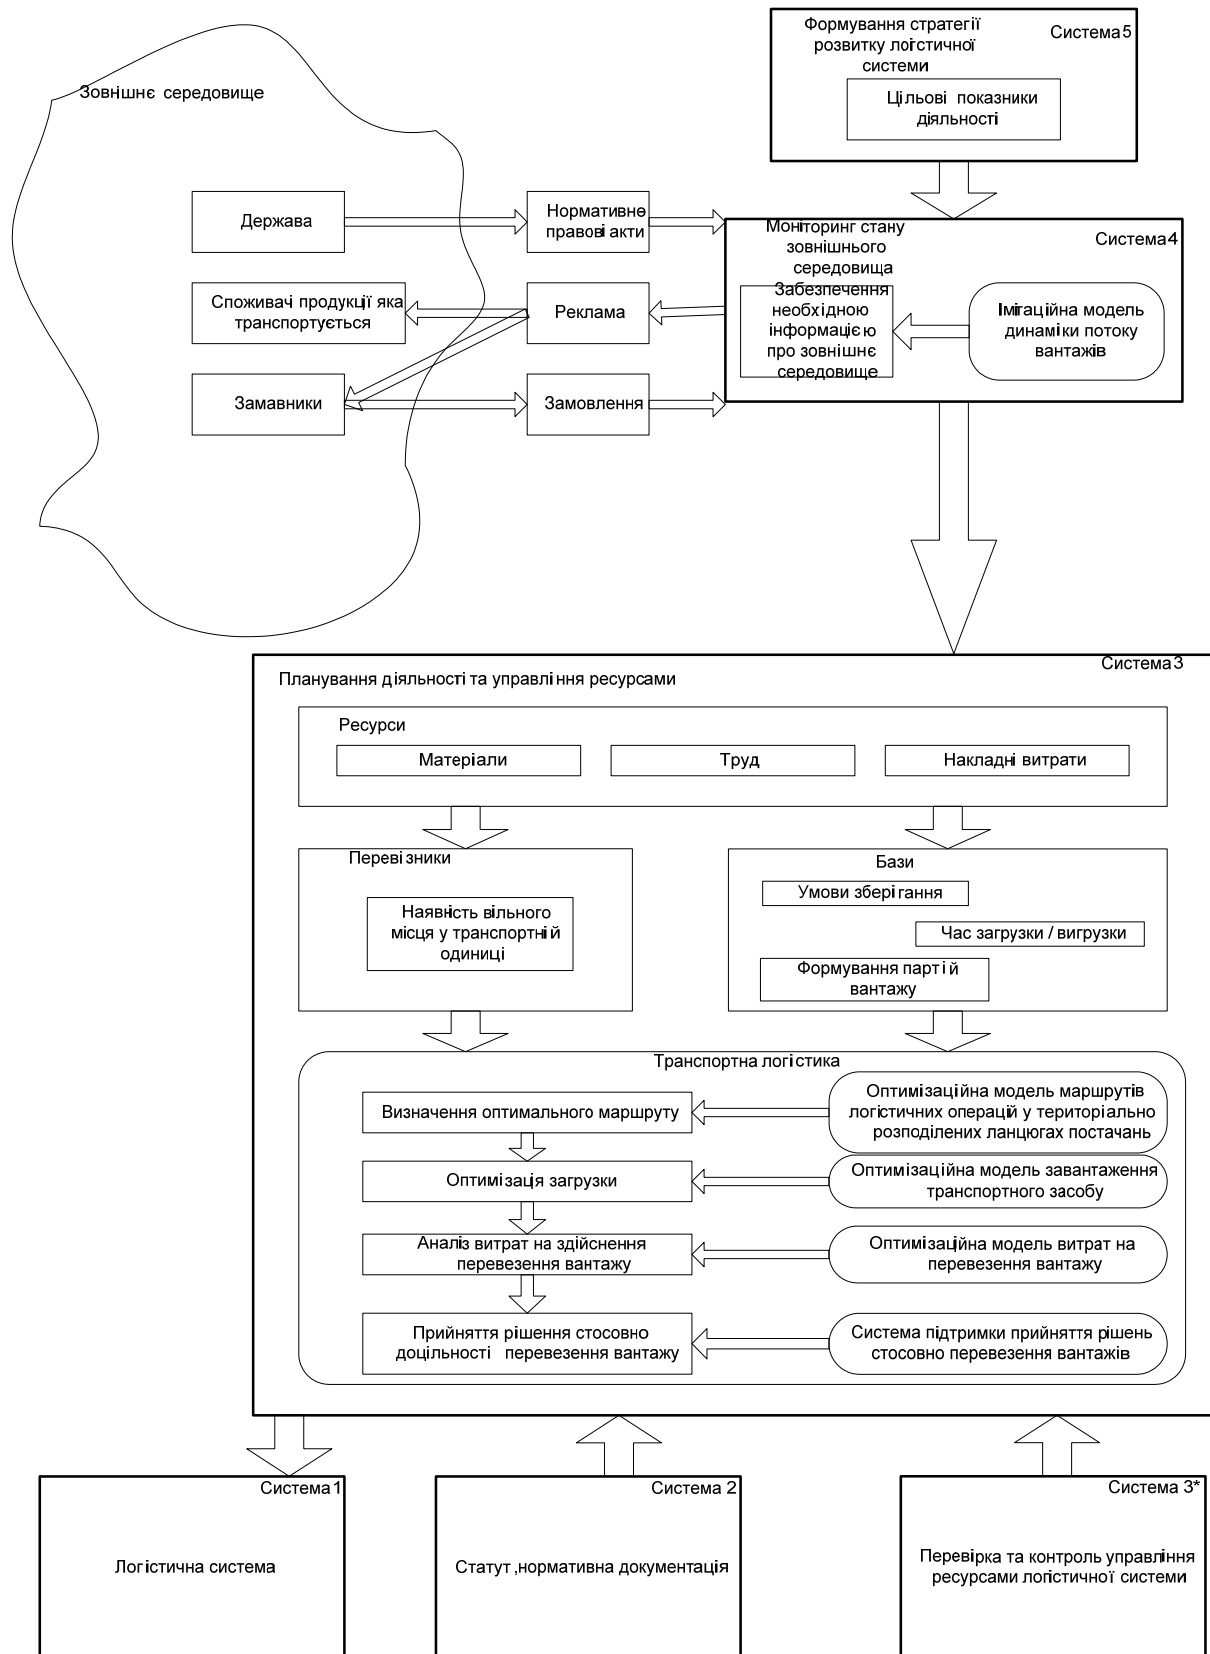 Формування стратегії
розвитку логістичної
системи
Система5
Цільові показники
діяльності
Зовнішнє середовище
Держава
Нормативно
правові акти
Моніторинг стану
зовнішнього
середовища
Система4
Споживачі продукції яка
транспортується
Реклама
Забезпечення
необхідною
інформацією
про зовнішнє
середовище
Імітаційна модель
динаміки потоку
вантажів
Замавники
Замовлення
Система3
Планування діяльності та управління ресурсами
Ресурси
Матеріали
Труд
Накладні витрати
Перевізники
Наявність вільного
місця у транспортній
одиниці
Бази
Умови зберігання
Час загрузки / вигрузки
Формування партій
вантажу
Транспортна логістика
Визначення оптимального маршруту
Оптимізаційна модель маршрутів
логістичних операцій у територіально
розподілених ланцюгах постачань
Оптимізація загрузки
Оптимізаційна модель завантаження
транспортного засобу
Аналіз витрат на здійснення
перевезення вантажу
Оптимізаційна модель витрат на
перевезення вантажу
Прийняття рішення стосовно
доцільності перевезення вантажу
Система підтримки прийняття рішень
стосовно перевезення вантажів
Система1
Логістична система
Система 2
Статут ,нормативна документація
Система 3*
Перевірка та контроль управління
ресурсами логістичної системи